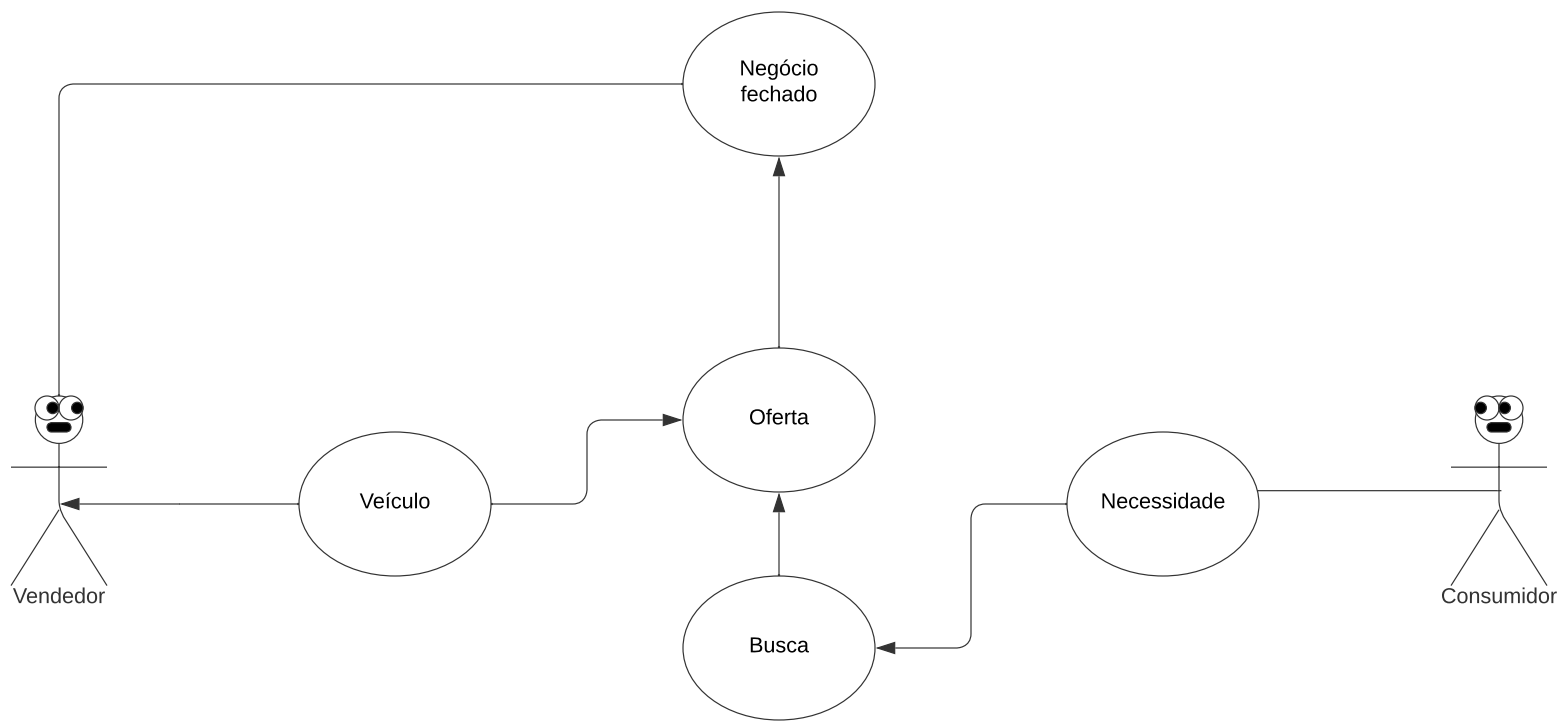 Negócio
fechado
Oferta
Veículo
Necessidade
Vendedor
Consumidor
Busca